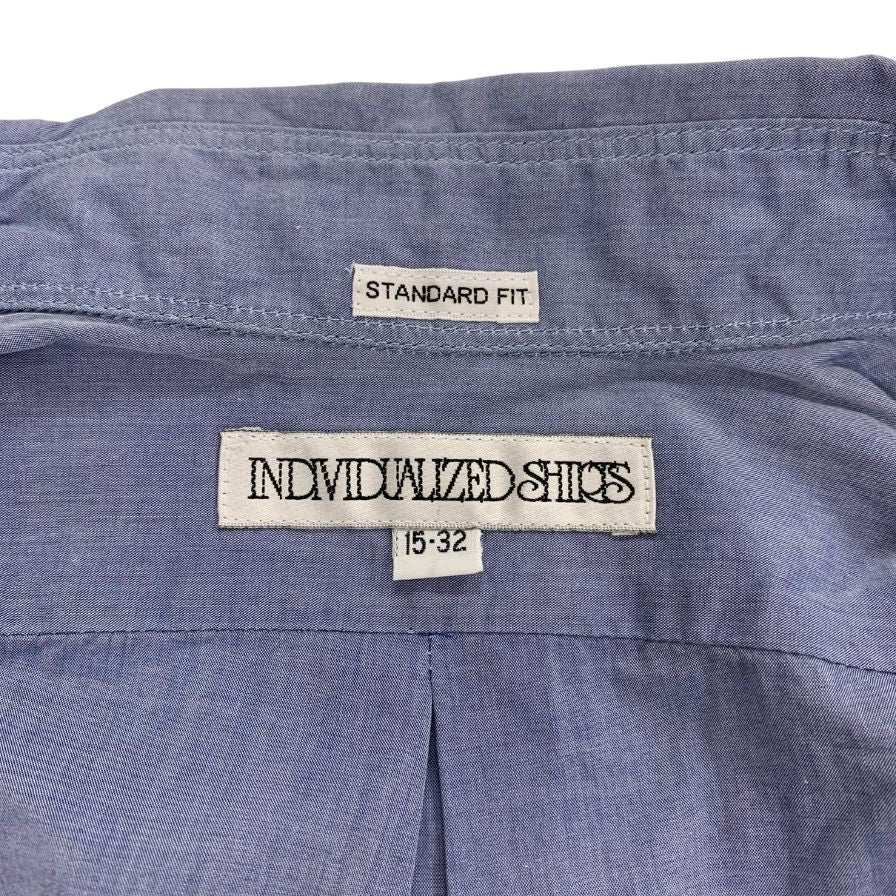 STANDARD FIT
INDIVIDUALIZED SHIRTS
15-32